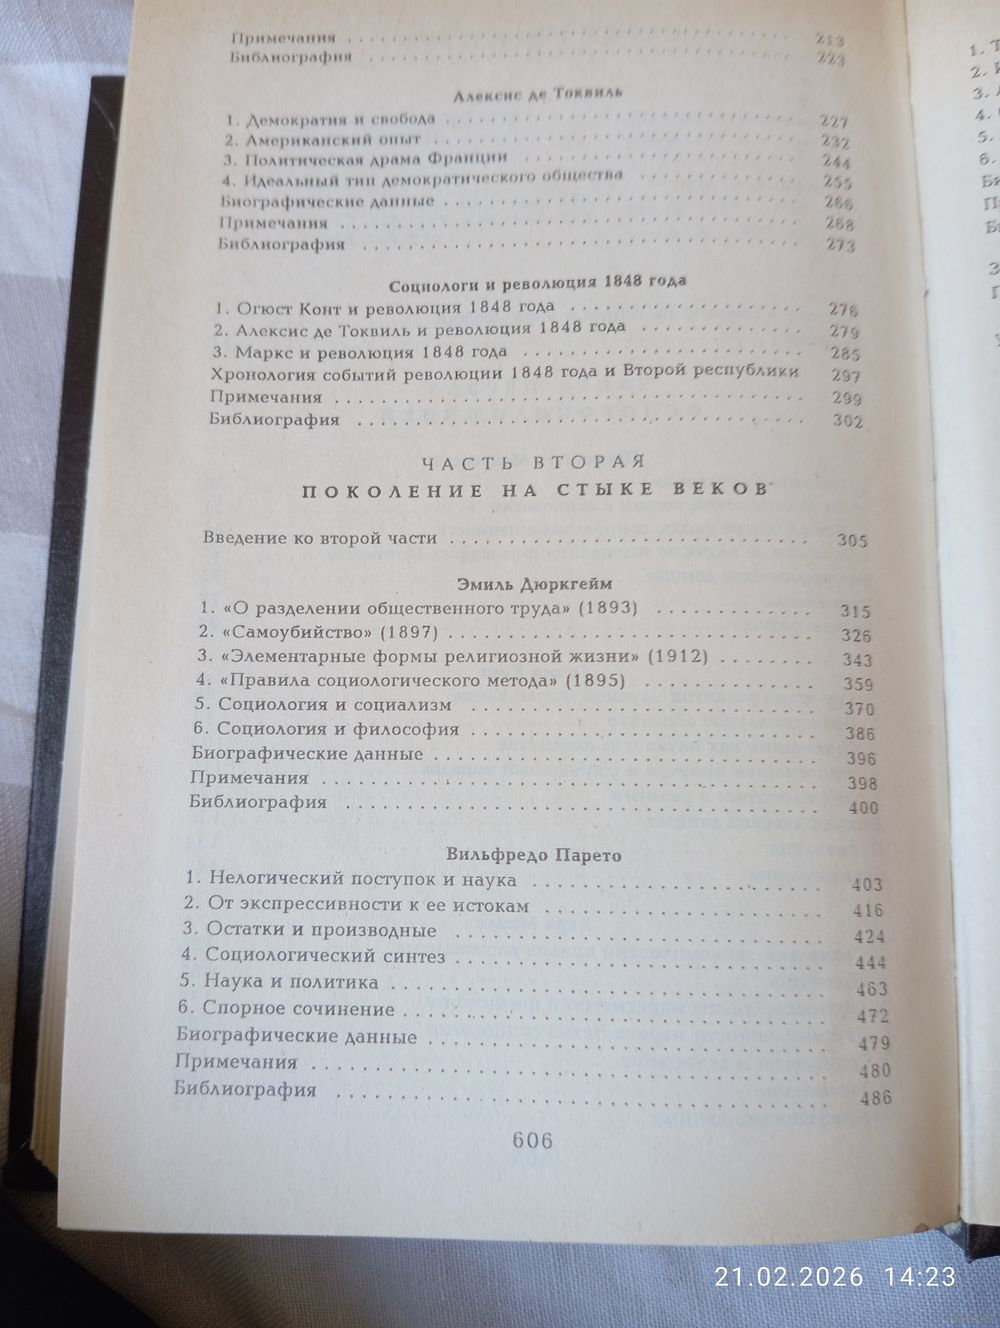 Примечания . . . . . . . . . . 213
Библиография . . . . . . . . . . 223
Алексис де Токвиль
1. Демократия и свобода . . . . . . . . . . 227
2. Американский опыт . . . . . . . . . . 232
3. Политическая драма Франции . . . . . . . . . . 244
4. Идеальный тип демократического общества . . . . . . . . . . 255
Биографические данные . . . . . . . . . . 266
Примечания . . . . . . . . . . 268
Библиография . . . . . . . . . . 273
Социологи и революция 1848 года
1. Огюст Конт и революция 1848 года . . . . . . . . . . 276
2. Алексис де Токвиль и революция 1848 года . . . . . . . . . . 279
3. Маркс и революция 1848 года . . . . . . . . . . 285
Хронология событий революции 1848 года и Второй республики 297
Примечания . . . . . . . . . . 299
Библиография . . . . . . . . . . 302
ЧАСТЬ ВТОРАЯ
ПОКОЛЕНИЕ НА СТЫКЕ ВЕКОВ
Введение ко второй части . . . . . . . . . . 305
Эмиль Дюркгейм
1. «О разделении общественного труда» (1893) . . . . . . . . . . 315
2. «Самоубийство» (1897) . . . . . . . . . . 326
3. «Элементарные формы религиозной жизни» (1912) . . . . . . . . 343
4. «Правила социологического метода» (1895) . . . . . . . . . . 359
5. Социология и социализм . . . . . . . . . . 370
6. Социология и философия . . . . . . . . . . 386
Биографические данные . . . . . . . . . . 396
Примечания . . . . . . . . . . 398
Библиография . . . . . . . . . . 400
Вильфредо Парето
1. Нелогический поступок и наука . . . . . . . . . . 403
2. От экспрессивности к ее истокам . . . . . . . . . . 416
3. Остатки и производные . . . . . . . . . . 424
4. Социологический синтез . . . . . . . . . . 444
5. Наука и политика . . . . . . . . . . 463
6. Спорное сочинение . . . . . . . . . . 472
Биографические данные . . . . . . . . . . 479
Примечания . . . . . . . . . . 480
Библиография . . . . . . . . . . 486
606
1.
2.
3.
4.
5.
6.
21.02.2026 14:23